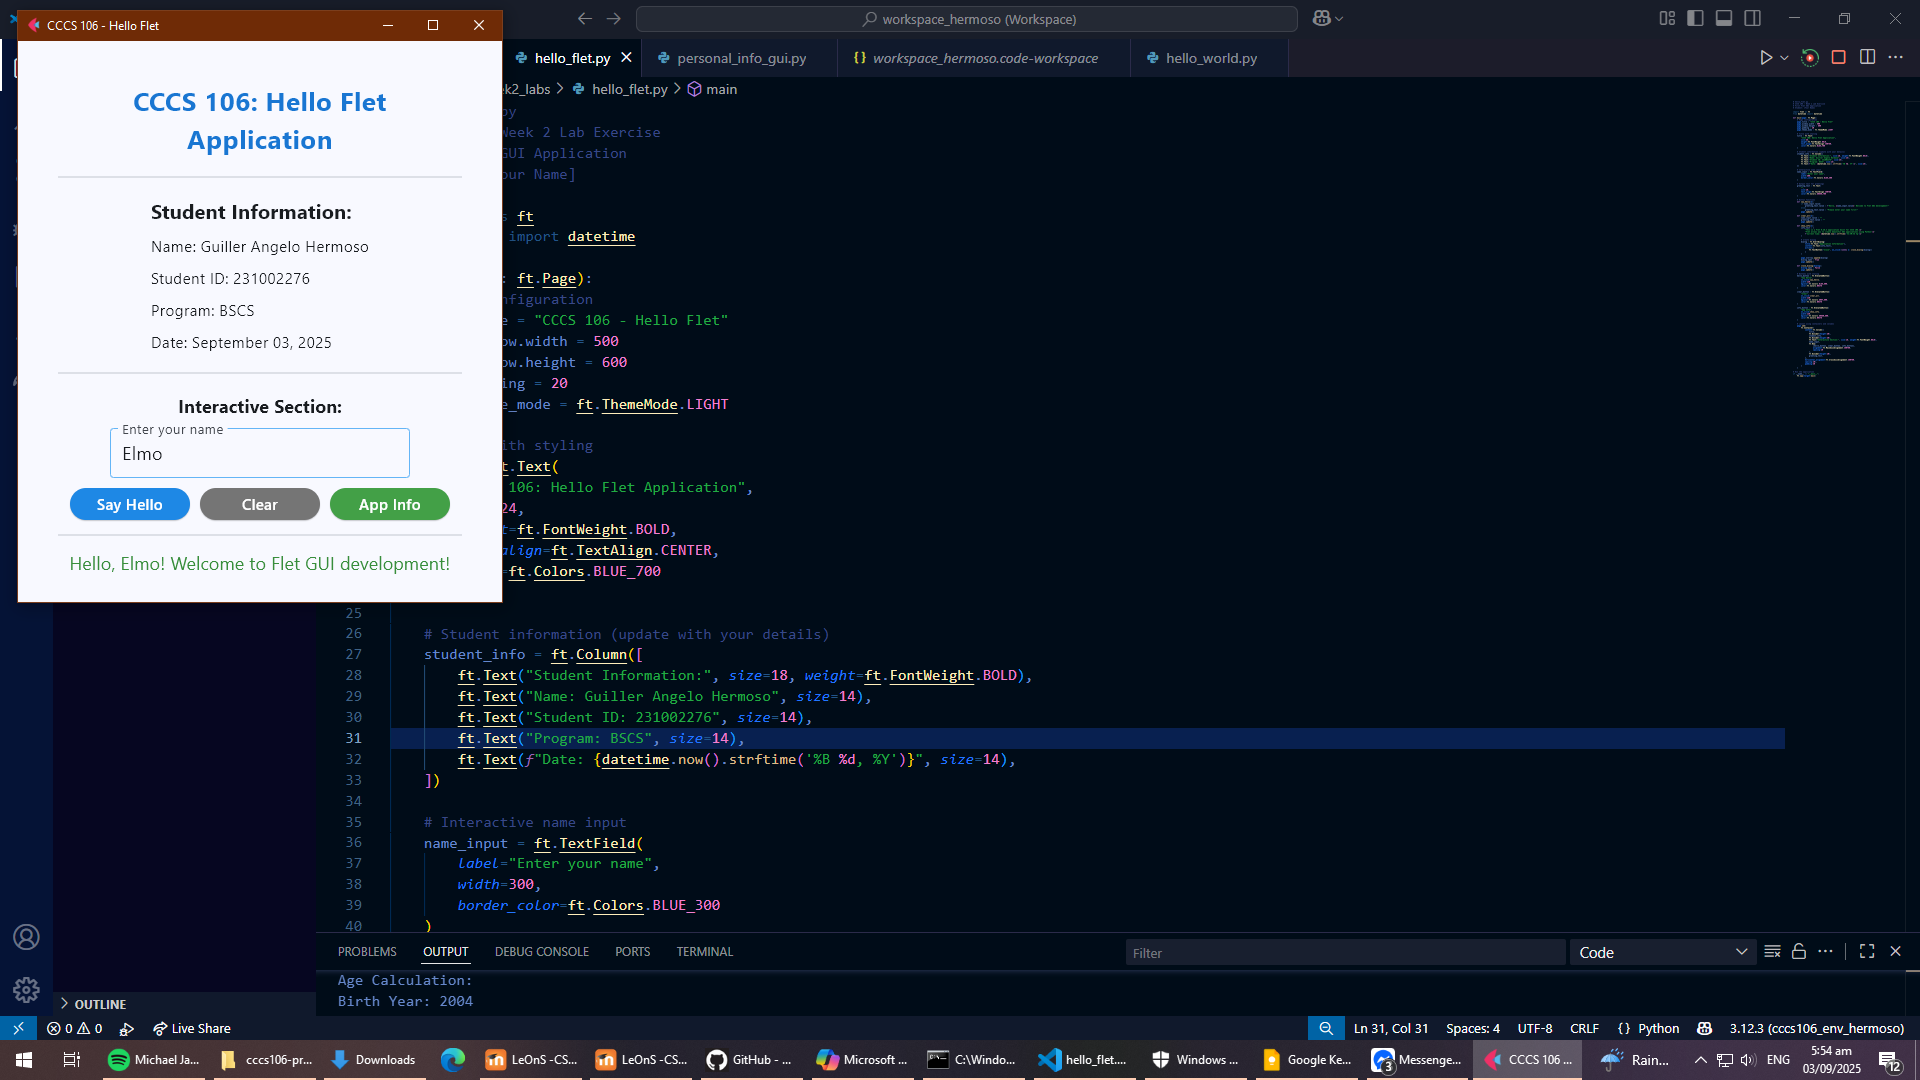 CCCS 106 - Hello Flet
CCCS 106: Hello Flet
Application
Student Information:
Name: Guiller Angelo Hermoso
Student ID: 231002276
Program: BSCS
Date: September 03, 2025
Interactive Section:
Enter your name
Elmo
Say Hello
Clear
App Info
Hello, Elmo! Welcome to Flet GUI development!
workspace_hermoso (Workspace)
hello_flet.py
personal_info_gui.py
{} workspace_hermoso.code-workspace
hello_world.py
k2_labs > hello_flet.py > main
py
Week 2 Lab Exercise
GUI Application
our Name]
s ft
import datetime
: ft.Page):
nfiguration
e = "CCCS 106 - Hello Flet"
ow.width = 500
ow.height = 600
ing = 20
e_mode = ft.ThemeMode.LIGHT
ith styling
t.Text(
106: Hello Flet Application",
24,
t=ft.FontWeight.BOLD,
align=ft.TextAlign.CENTER,
=ft.Colors.BLUE_700
25
26 # Student information (update with your details)
27 student_info = ft.Column([
28 ft.Text("Student Information:", size=18, weight=ft.FontWeight.BOLD),
29 ft.Text("Name: Guiller Angelo Hermoso", size=14),
30 ft.Text("Student ID: 231002276", size=14),
31 ft.Text("Program: BSCS", size=14),
32 ft.Text(f"Date: {datetime.now().strftime('%B %d, %Y')}", size=14),
33 ])
34
35 # Interactive name input
36 name_input = ft.TextField(
37 label="Enter your name",
38 width=300,
39 border_color=ft.Colors.BLUE_300
40 )
PROBLEMS OUTPUT DEBUG CONSOLE PORTS TERMINAL
Filter
Code
Age Calculation:
Birth Year: 2004
OUTLINE
0 0 Live Share
Ln 31, Col 31 Spaces: 4 UTF-8 CRLF {} Python 3.12.3 (cccs106_env_hermoso)
Michael Ja...
cccs106-pr...
Downloads
LeOnS -CS...
LeOnS -CS...
GitHub - ...
Microsoft ...
C:\Windo...
hello_flet....
Windows ...
Google Ke...
3
Messenge...
CCCS 106 ...
Rain...
ENG
5:54 am
03/09/2025
12